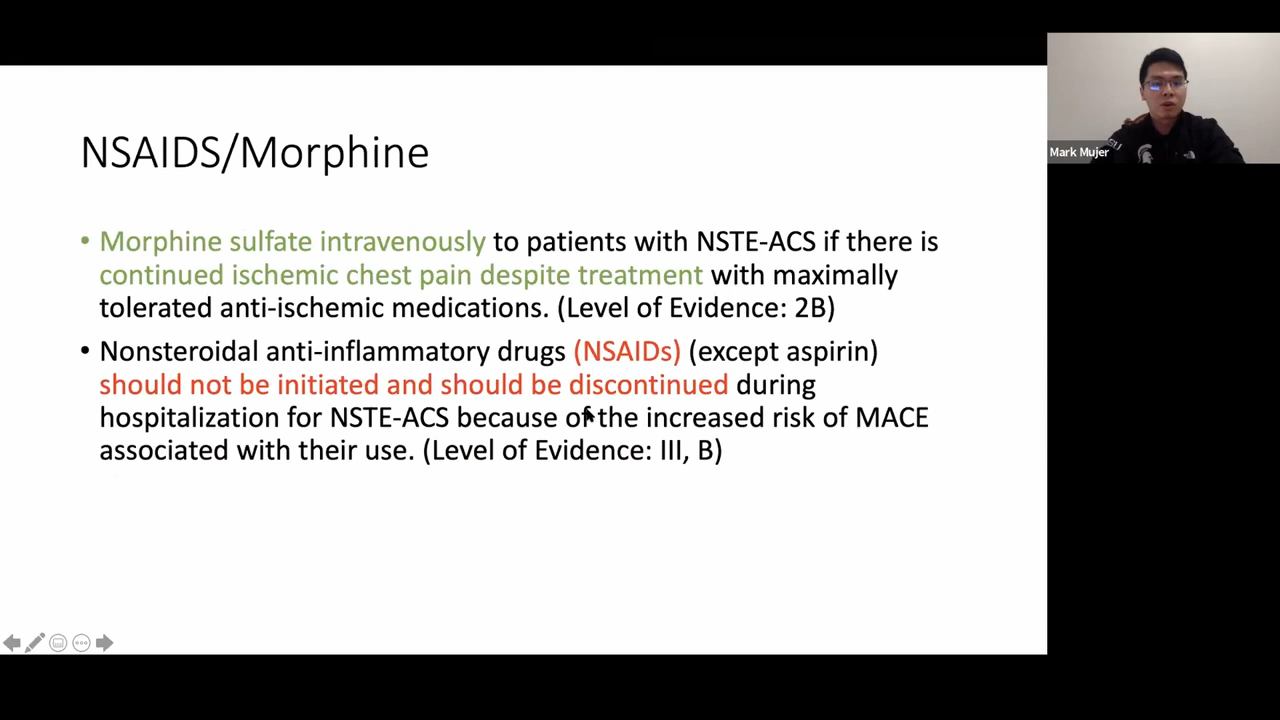 NSAIDS/Morphine
• Morphine sulfate intravenously to patients with NSTE-ACS if there is
continued ischemic chest pain despite treatment with maximally
tolerated anti-ischemic medications. (Level of Evidence: 2B)
• Nonsteroidal anti-inflammatory drugs (NSAIDs) (except aspirin)
should not be initiated and should be discontinued during
hospitalization for NSTE-ACS because of the increased risk of MACE
associated with their use. (Level of Evidence: III, B)
Mark Mujer